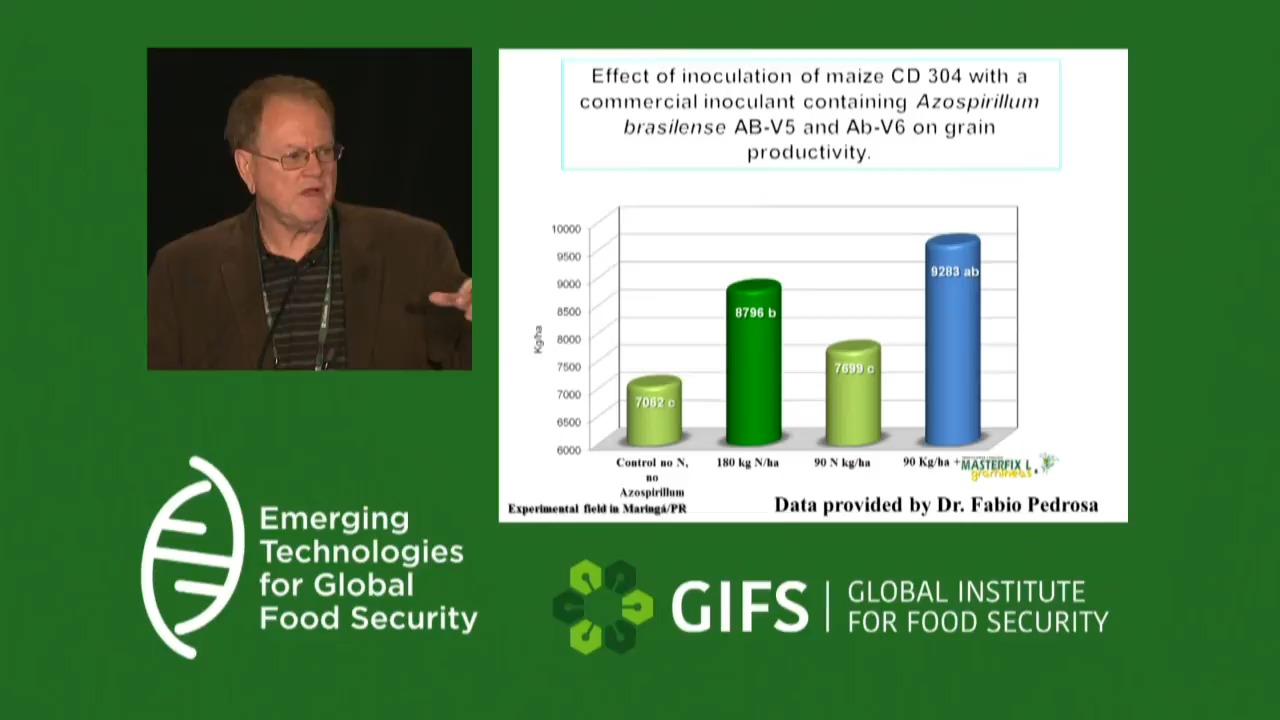 Effect of inoculation of maize CD 304 with a
commercial inoculant containing Azospirillum
brasilense AB-V5 and Ab-V6 on grain
productivity.
10000
9500
9000
8500
8000
7500
7000
6500
6000
Kg/ha
7062 c
8796 b
7699 c
9283 ab
Control no N,
no
Azospirillum
180 kg N/ha
90 N kg/ha
90 Kg/ha +
MASTERFIX L.
gramíneas
Experimental field in Maringá/PR
Data provided by Dr. Fabio Pedrosa
Emerging
Technologies
for Global
Food Security
GIFS
GLOBAL INSTITUTE
FOR FOOD SECURITY